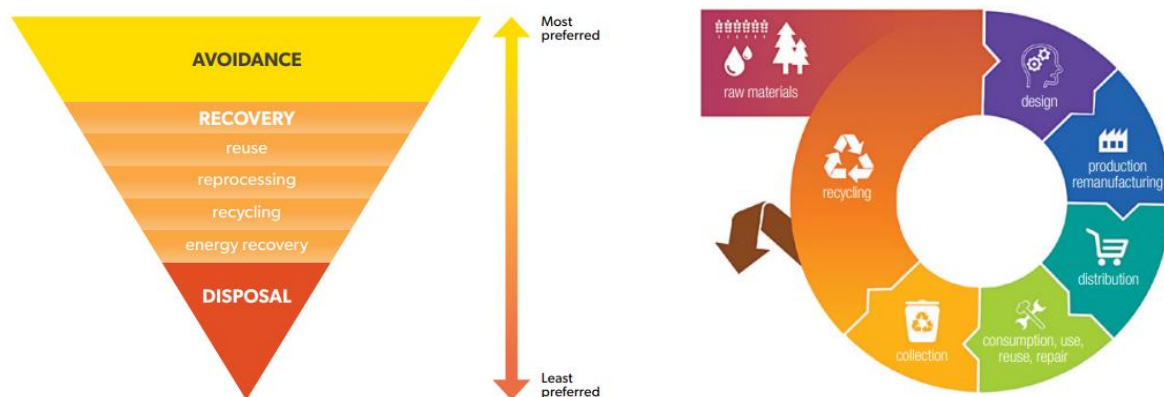 Most
preferred
AVOIDANCE
RECOVERY
reuse
reprocessing
recycling
energy recovery
DISPOSAL
Least
preferred
raw materials
design
production
remanufacturing
distribution
consumption, use,
reuse, repair
collection
recycling